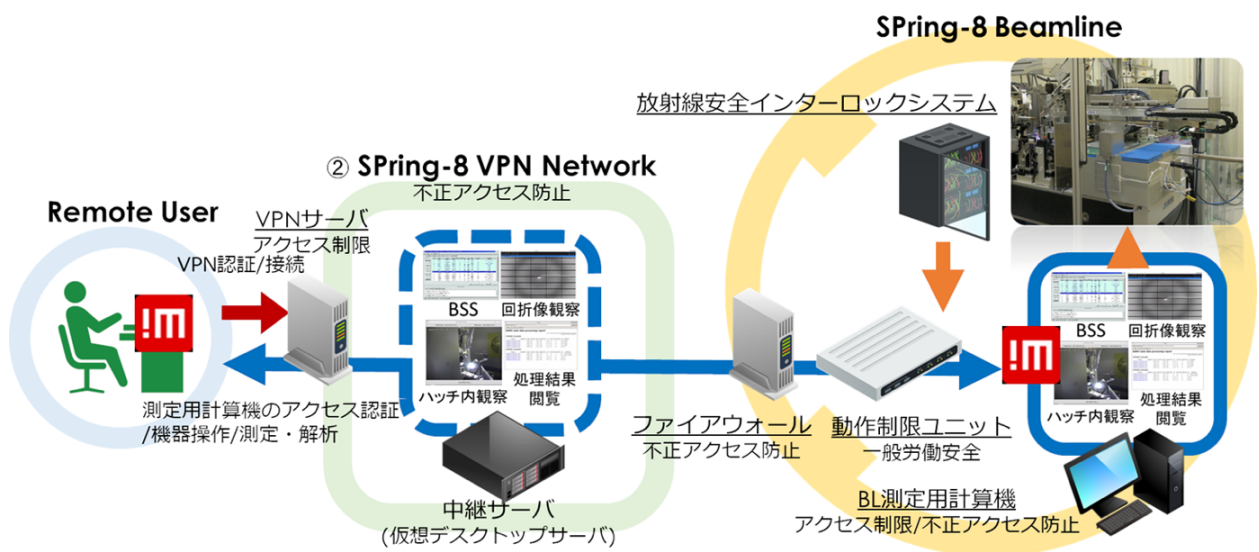 SPring-8 Beamline
放射線安全インターロックシステム
② SPring-8 VPN Network
不正アクセス防止
Remote User
VPNサーバ
アクセス制限
VPN認証/接続
BSS
回折像観察
ハッチ内観察
処理結果
閲覧
測定用計算機のアクセス認証
/機器操作/測定・解析
中継サーバ
(仮想デスクトップサーバ)
ファイアウォール
不正アクセス防止
動作制限ユニット
一般労働安全
BSS
回折像観察
ハッチ内観察
処理結果
閲覧
BL測定用計算機
アクセス制限/不正アクセス防止